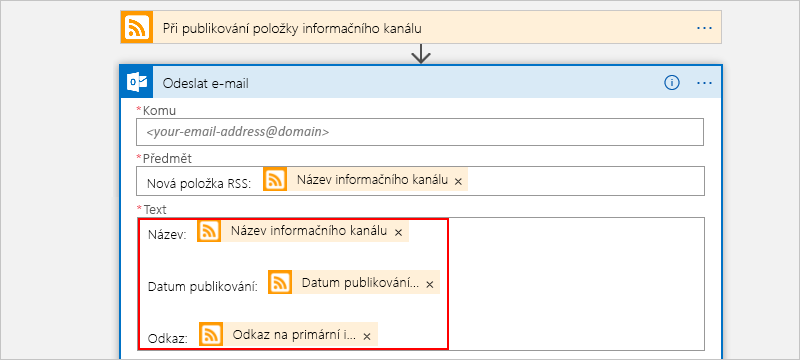 Při publikování položky informačního kanálu
Odeslat e-mail
*Komu
<your-email-address@domain>
*Předmět
Nová položka RSS: Název informačního kanálu ×
*Text
Název: Název informačního kanálu ×
Datum publikování: Datum publikování... ×
Odkaz: Odkaz na primární i... ×